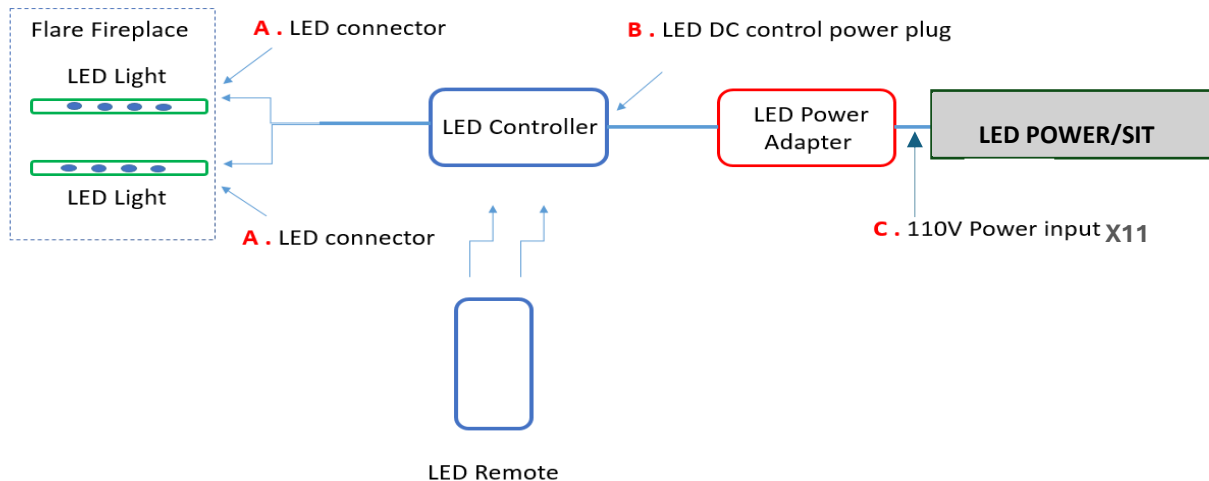 Flare Fireplace
LED Light
LED Light
A . LED connector
A . LED connector
LED Controller
B . LED DC control power plug
LED Power
Adapter
LED POWER/SIT
C . 110V Power input X11
LED Remote